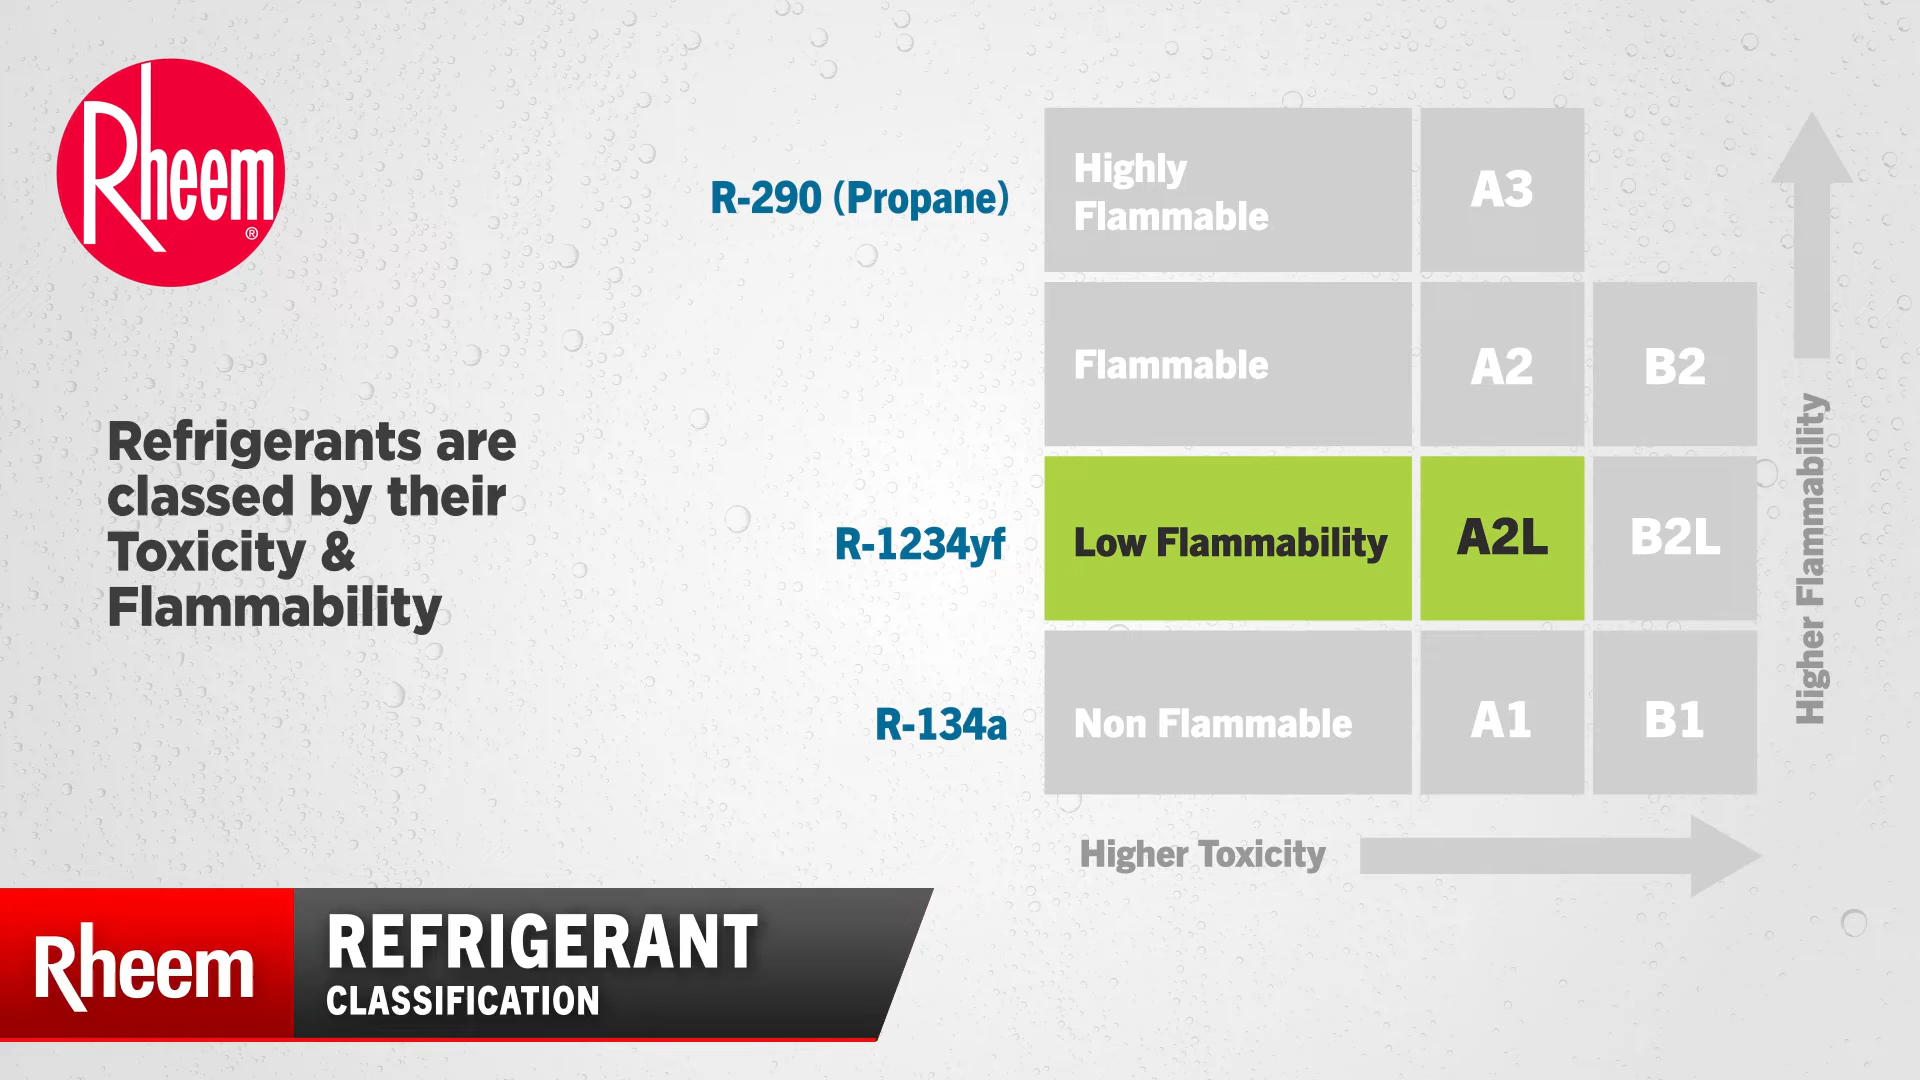 Rheem
®
Refrigerants are
classed by their
Toxicity &
Flammability
R-290 (Propane)
Highly
Flammable
A3
Flammable
A2
B2
R-1234yf
Low Flammability
A2L
B2L
R-134a
Non Flammable
A1
B1
Higher Flammability
Higher Toxicity
Rheem
REFRIGERANT
CLASSIFICATION